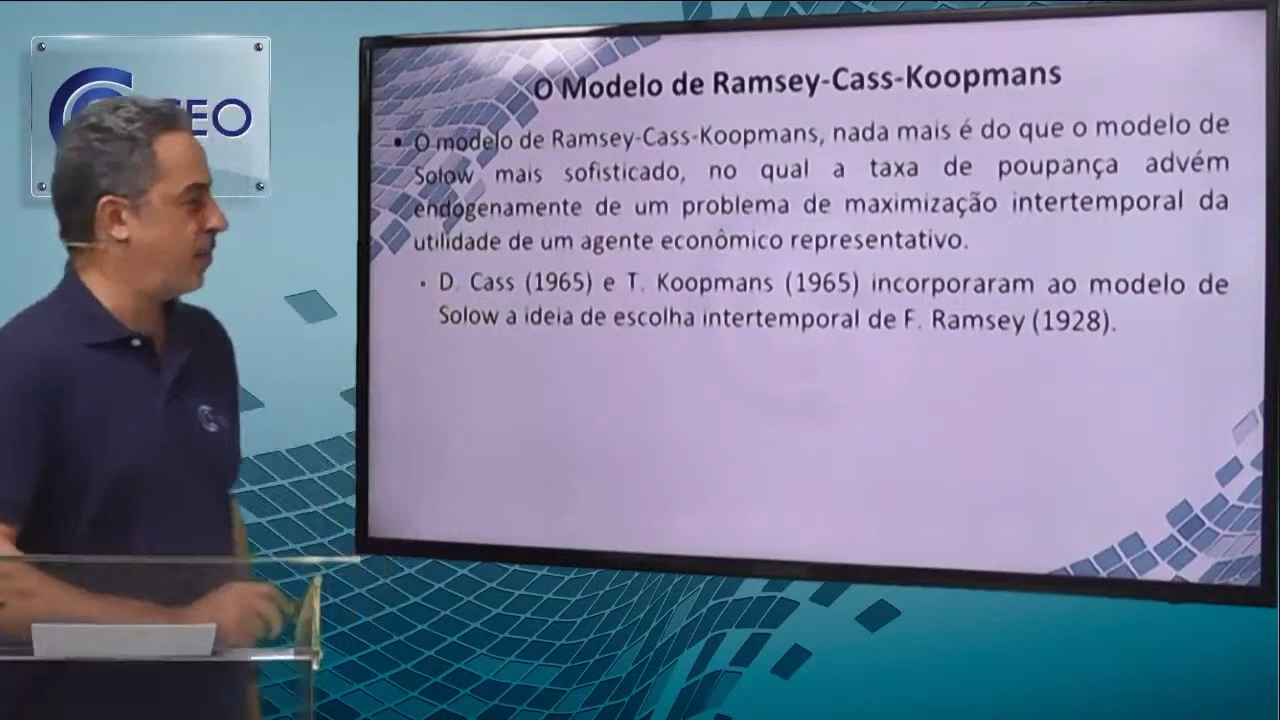 EO
O Modelo de Ramsey-Cass-Koopmans
• O modelo de Ramsey-Cass-Koopmans, nada mais é do que o modelo de
Solow mais sofisticado, no qual a taxa de poupança advém
endogenamente de um problema de maximização intertemporal da
utilidade de um agente econômico representativo.
• D. Cass (1965) e T. Koopmans (1965) incorporaram ao modelo de
Solow a ideia de escolha intertemporal de F. Ramsey (1928).